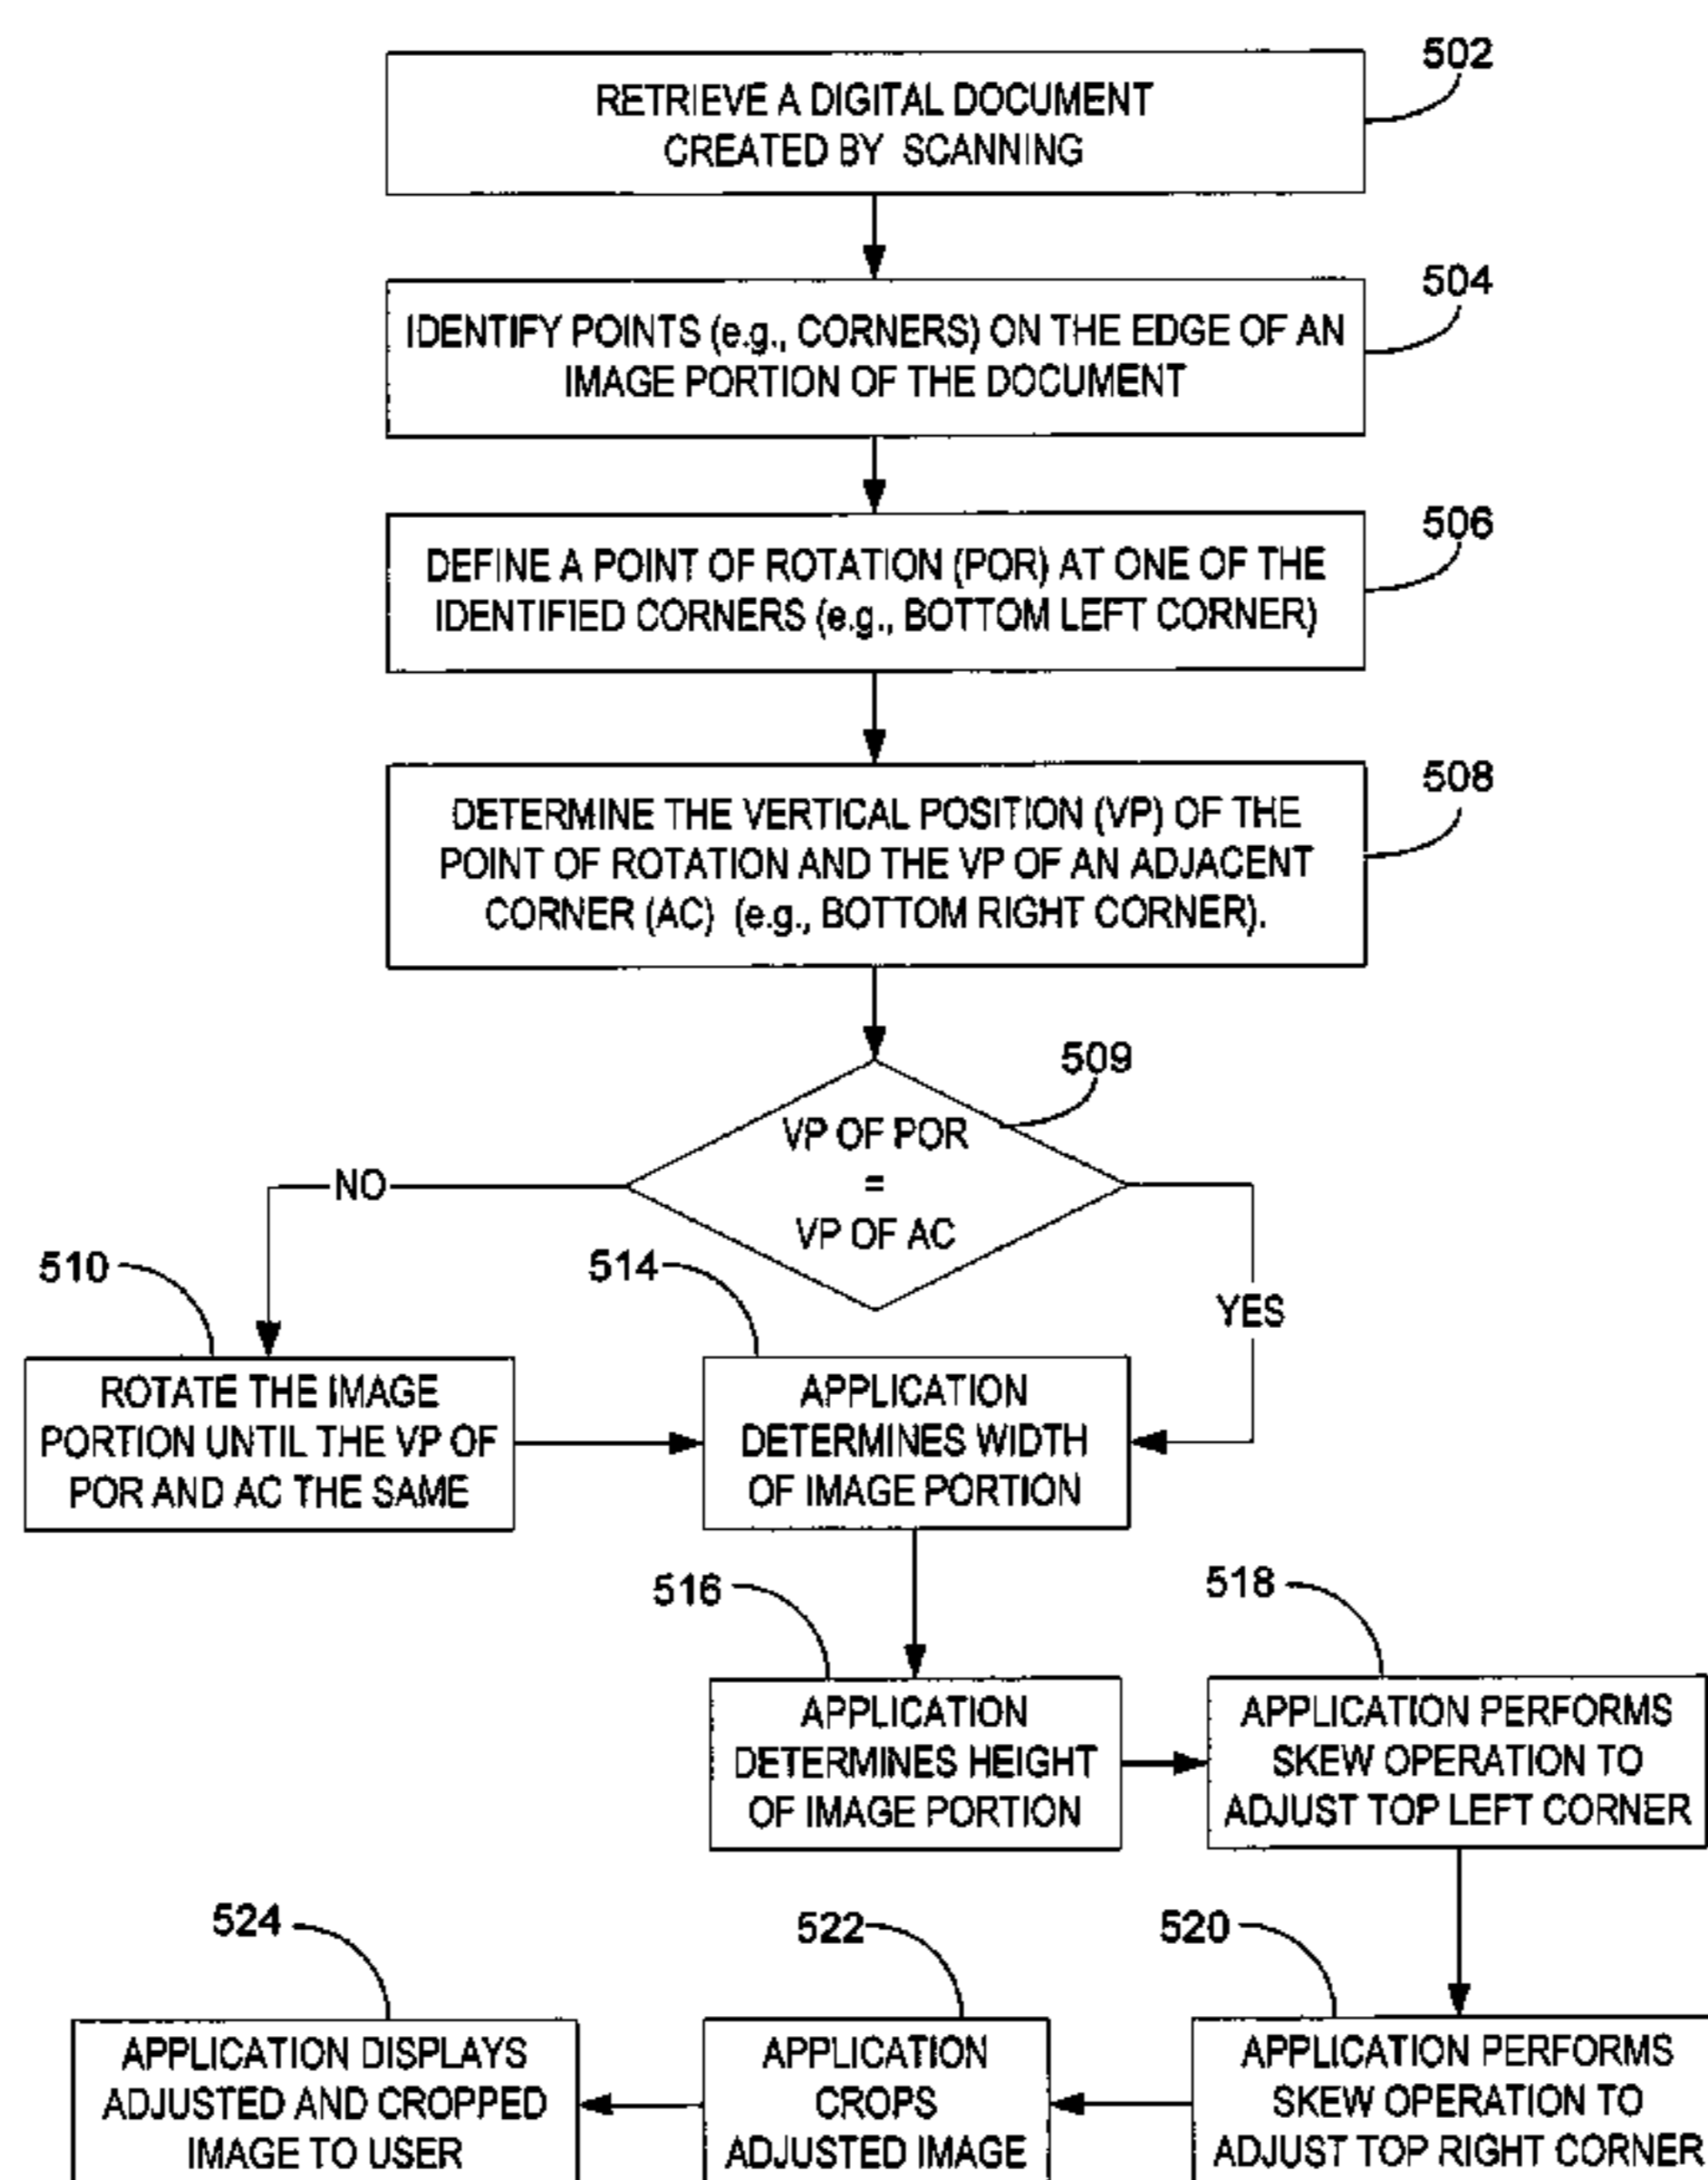 502
RETRIEVE A DIGITAL DOCUMENT
CREATED BY SCANNING
504
IDENTIFY POINTS (e.g., CORNERS) ON THE EDGE OF AN
IMAGE PORTION OF THE DOCUMENT
506
DEFINE A POINT OF ROTATION (POR) AT ONE OF THE
IDENTIFIED CORNERS (e.g., BOTTOM LEFT CORNER)
508
DETERMINE THE VERTICAL POSITION (VP) OF THE
POINT OF ROTATION AND THE VP OF AN ADJACENT
CORNER (AC) (e.g., BOTTOM RIGHT CORNER).
509
VP OF POR
=
VP OF AC
NO
YES
510
ROTATE THE IMAGE
PORTION UNTIL THE VP OF
POR AND AC THE SAME
514
APPLICATION
DETERMINES WIDTH
OF IMAGE PORTION
516
APPLICATION
DETERMINES HEIGHT
OF IMAGE PORTION
518
APPLICATION PERFORMS
SKEW OPERATION TO
ADJUST TOP LEFT CORNER
520
APPLICATION PERFORMS
SKEW OPERATION TO
ADJUST TOP RIGHT CORNER
522
APPLICATION
CROPS
ADJUSTED IMAGE
524
APPLICATION DISPLAYS
ADJUSTED AND CROPPED
IMAGE TO USER